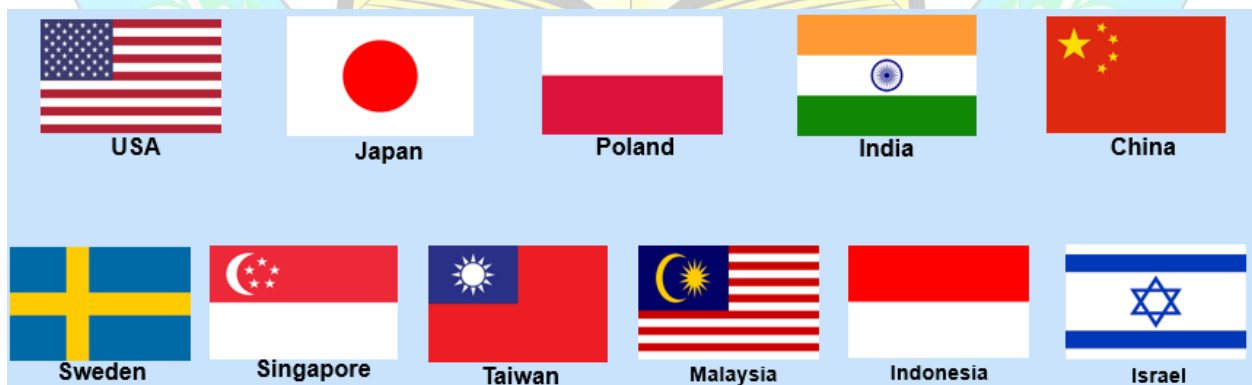 USA
Japan
Poland
India
China
Sweden
Singapore
Taiwan
Malaysia
Indonesia
Israel